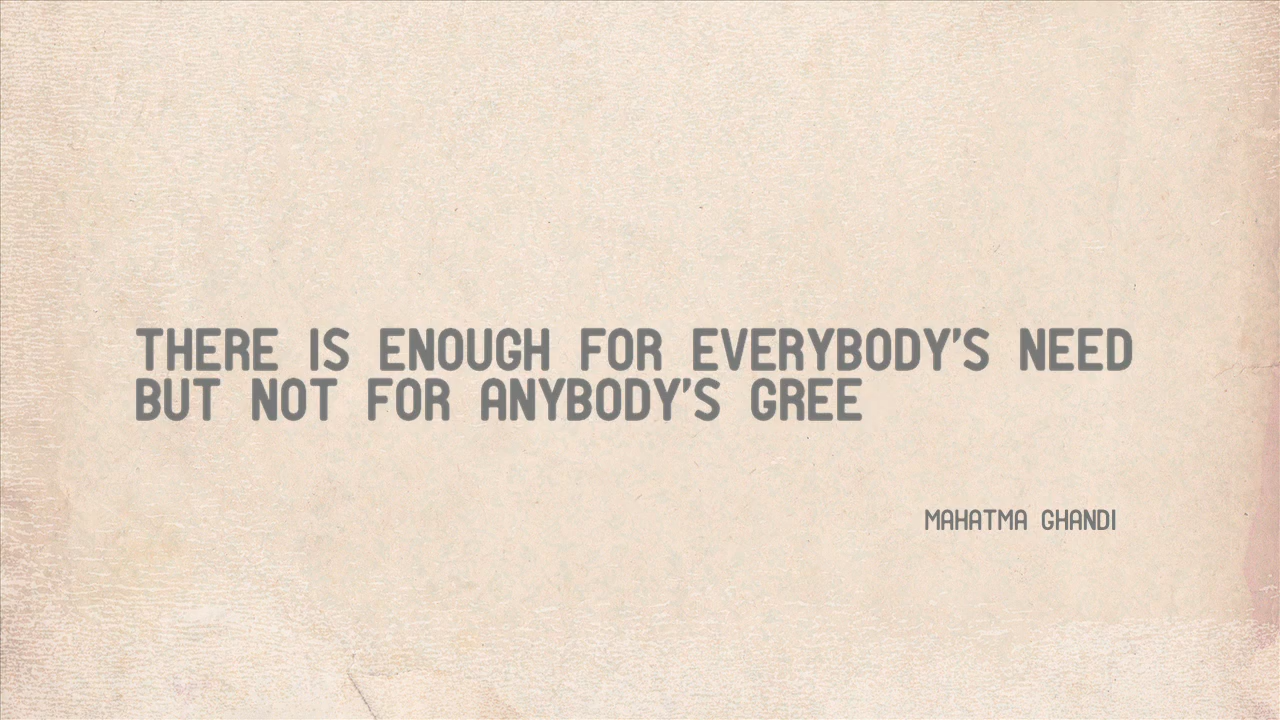 THERE IS ENOUGH FOR EVERYBODY'S NEED
BUT NOT FOR ANYBODY'S GREE
MAHATMA GHANDI